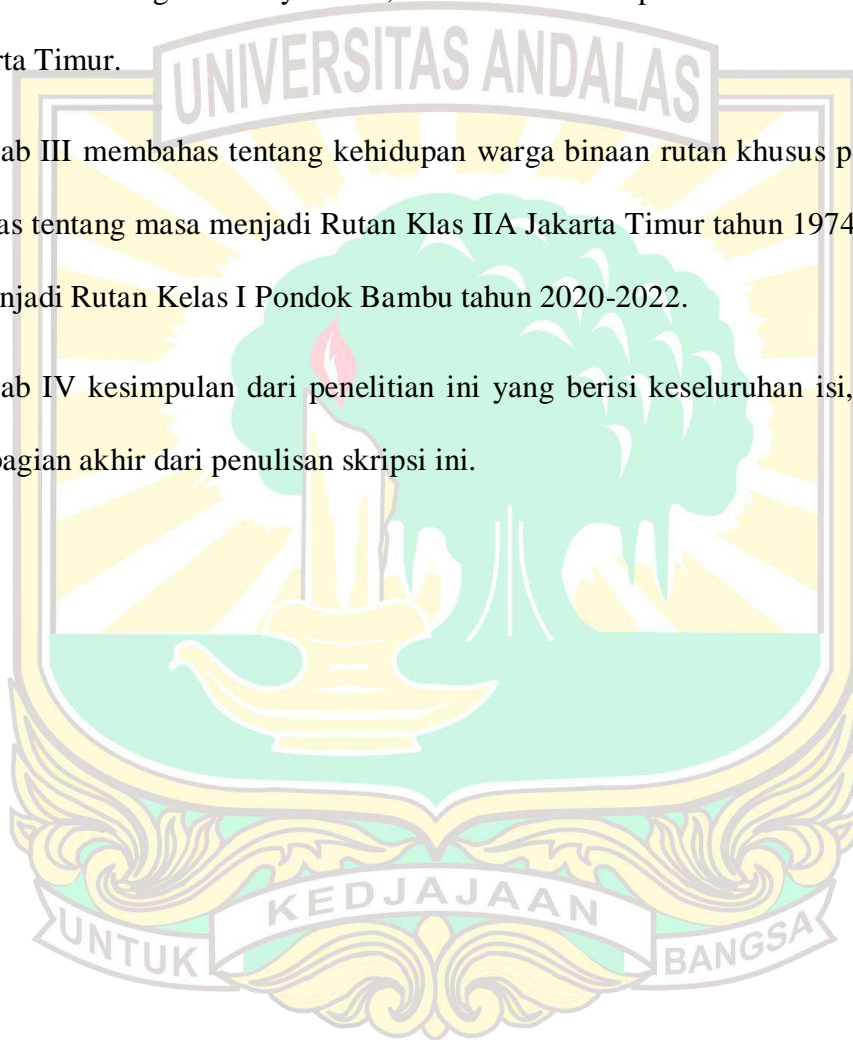 rta Timur.
UNIVERSITAS ANDALAS
ab III membahas tentang kehidupan warga binaan rutan khusus p
as tentang masa menjadi Rutan Klas IIA Jakarta Timur tahun 1974
njadi Rutan Kelas I Pondok Bambu tahun 2020-2022.
ab IV kesimpulan dari penelitian ini yang berisi keseluruhan isi,
bagian akhir dari penulisan skripsi ini.
UNTUK KEDJAJAAN BANGSA